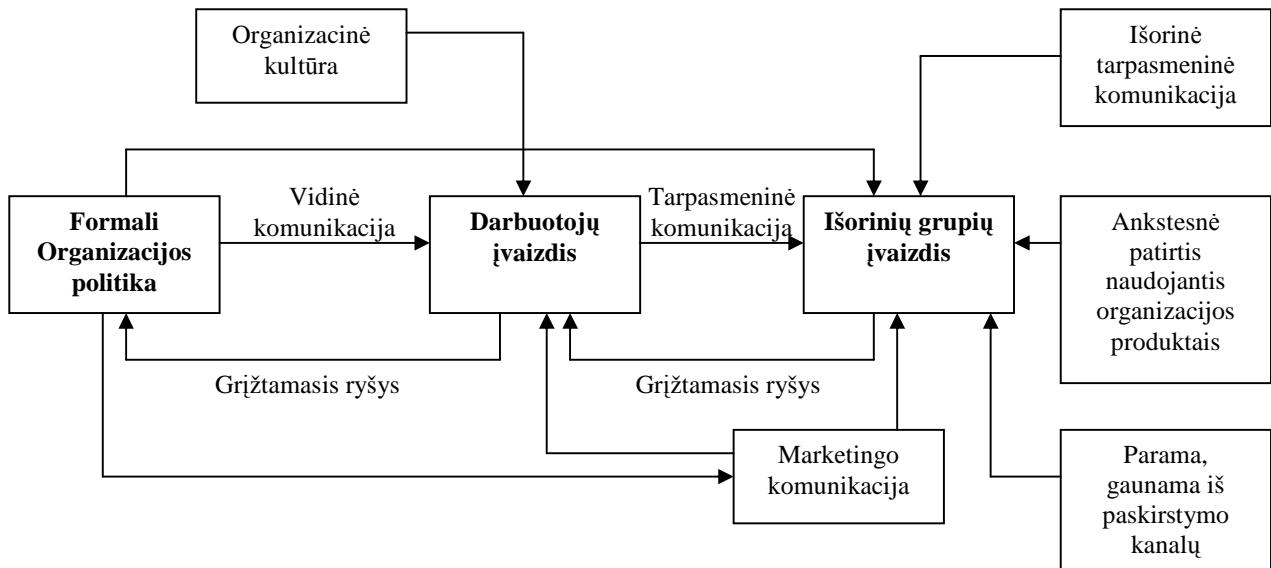 Organizacinė
kultūra
Išorinė
tarpasmeninė
komunikacija
Vidinė
komunikacija
Tarpasmeninė
komunikacija
Formali
Organizacijos
politika
Darbuotojų
įvaizdis
Išorinių grupių
įvaizdis
Ankstesnė
patirtis
naudojantis
organizacijos
produktais
Grįžtamasis ryšys
Grįžtamasis ryšys
Marketingo
komunikacija
Parama,
gaunama iš
paskirstymo
kanalų